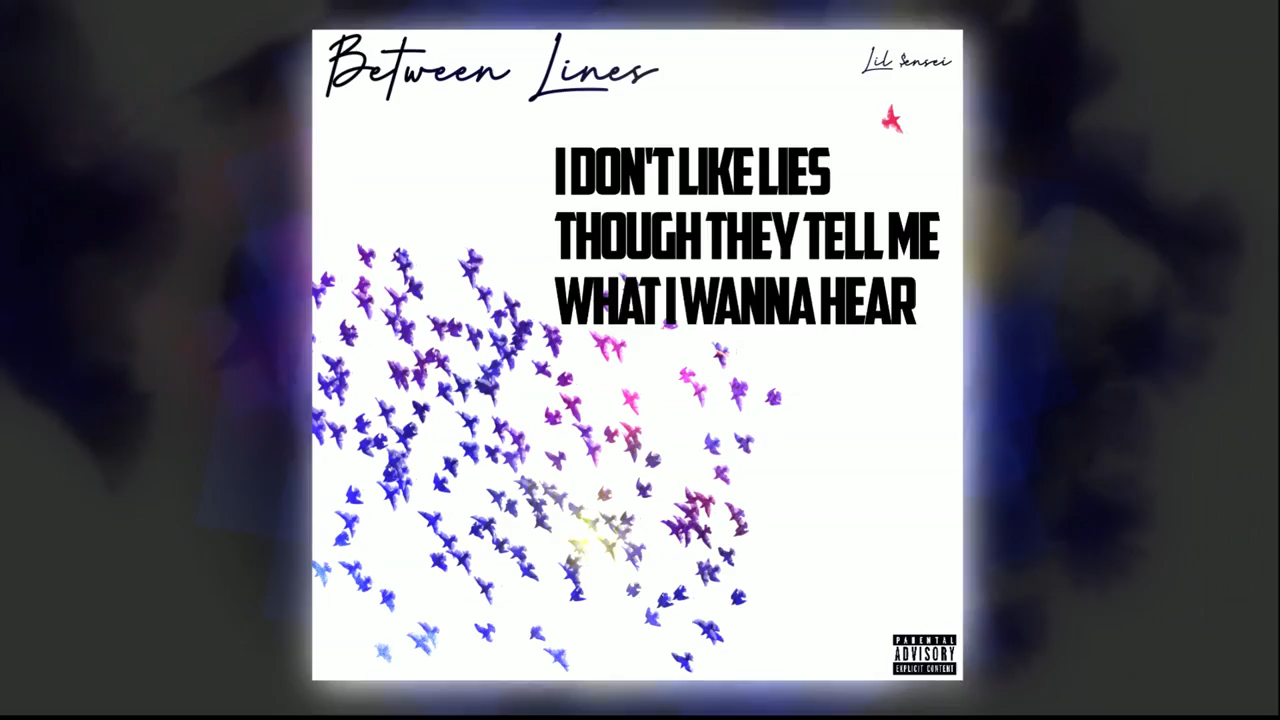 Between Lines
Lil $ensei
I DON'T LIKE LIES
THOUGH THEY TELL ME
WHAT I WANNA HEAR
PARENTAL
ADVISORY
EXPLICIT CONTENT